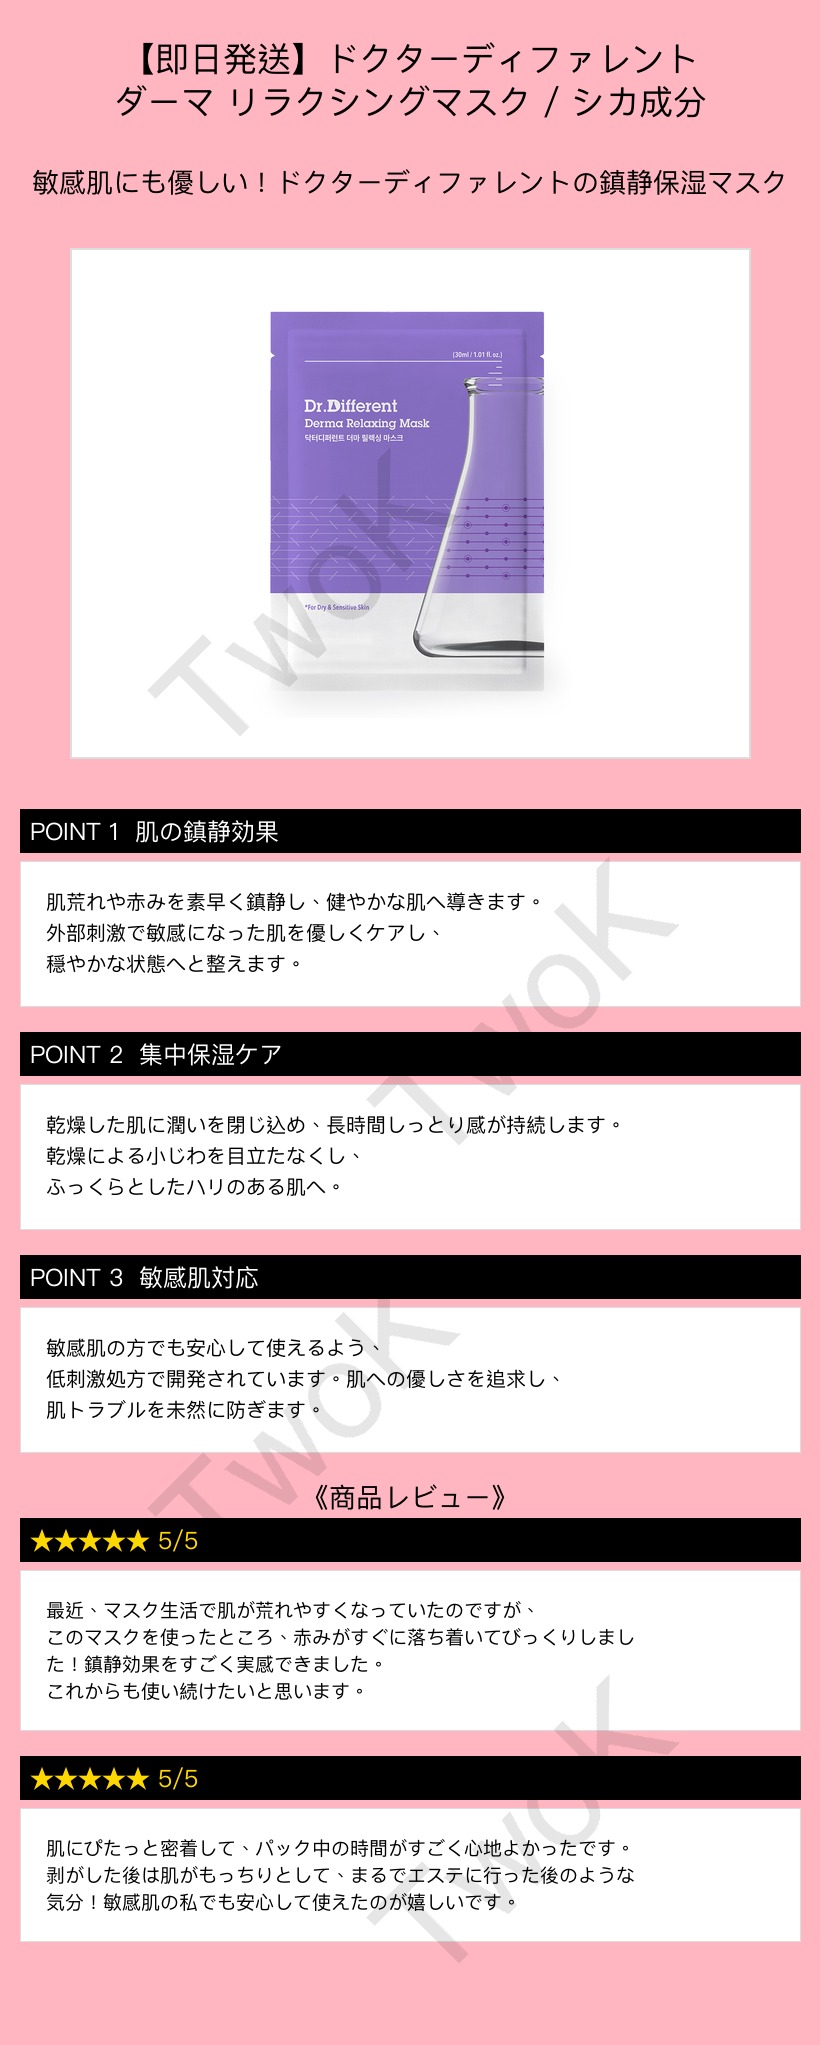 【即日発送】ドクターディファレント
ダーマ リラクシングマスク / シカ成分
敏感肌にも優しい！ドクターディファレントの鎮静保湿マスク
(30ml / 1.01 fl. oz.)
Dr.Different
Derma Relaxing Mask
닥터디퍼런트 더마 릴렉싱 마스크
*For Dry & Sensitive Skin
TwoK
POINT 1 肌の鎮静効果
肌荒れや赤みを素早く鎮静し、健やかな肌へ導きます。
外部刺激で敏感になった肌を優しくケアし、
穏やかな状態へと整えます。
TwoK
POINT 2 集中保湿ケア
乾燥した肌に潤いを閉じ込め、長時間しっとり感が持続します。
乾燥による小じわを目立たなくし、
ふっくらとしたハリのある肌へ。
POINT 3 敏感肌対応
敏感肌の方でも安心して使えるよう、
低刺激処方で開発されています。肌への優しさを追求し、
肌トラブルを未然に防ぎます。
TwoK
《商品レビュー》
★★★★★ 5/5
最近、マスク生活で肌が荒れやすくなっていたのですが、
このマスクを使ったところ、赤みがすぐに落ち着いてびっくりしまし
た！鎮静効果をすごく実感できました。
これからも使い続けたいと思います。
★★★★★ 5/5
肌にぴたっと密着して、パック中の時間がすごく心地よかったです。
剥がした後は肌がもっちりとして、まるでエステに行った後のような
気分！敏感肌の私でも安心して使えたのが嬉しいです。
TwoK